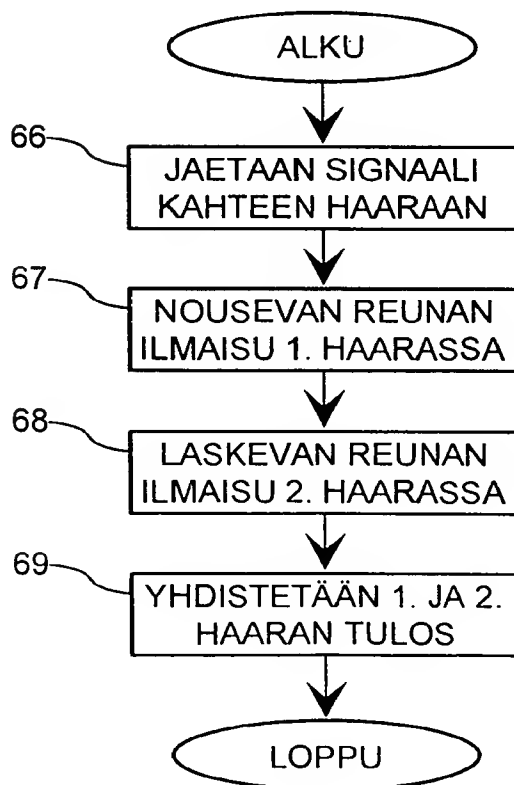 ALKU
66
JAETAAN SIGNAALI
KAHTEEN HAARAAN
67
NOUSEVAN REUNAN
ILMAISU 1. HAARASSA
68
LASKEVAN REUNAN
ILMAISU 2. HAARASSA
69
YHDISTETÄÄN 1. JA 2.
HAARAN TULOS
LOPPU